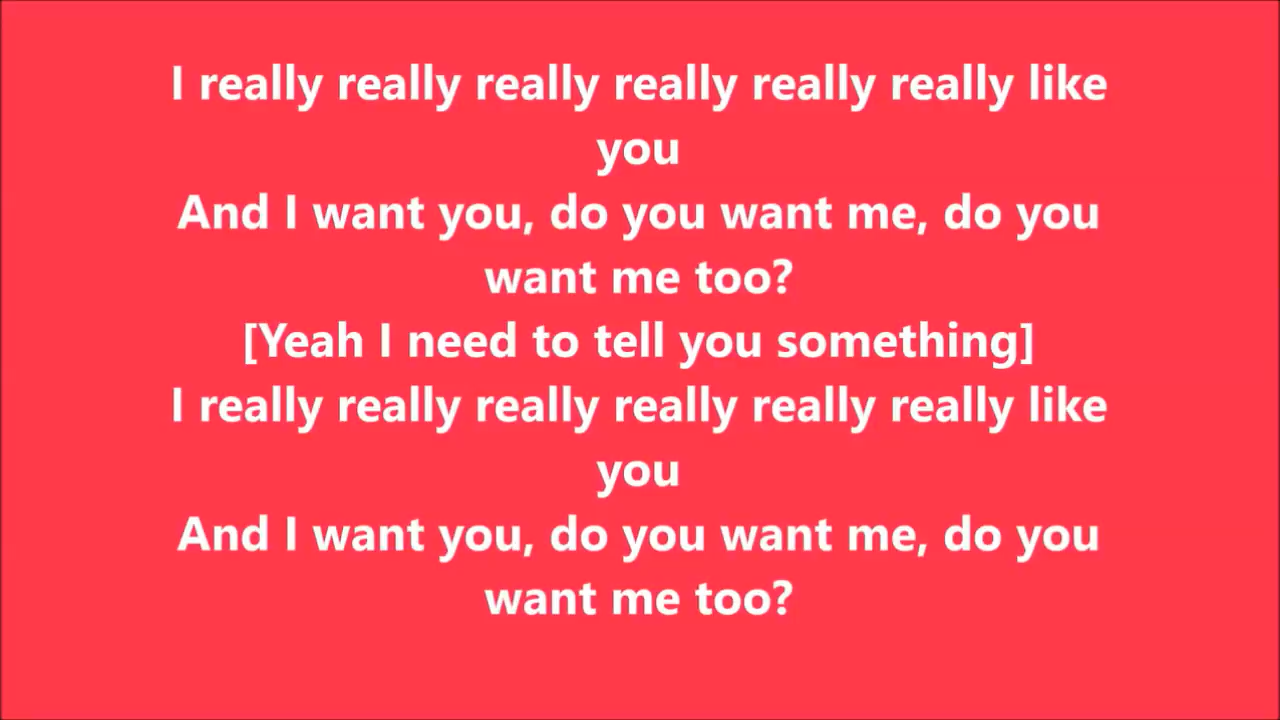 I really really really really really really like
you
And I want you, do you want me, do you
want me too?
[Yeah I need to tell you something]
I really really really really really really like
you
And I want you, do you want me, do you
want me too?